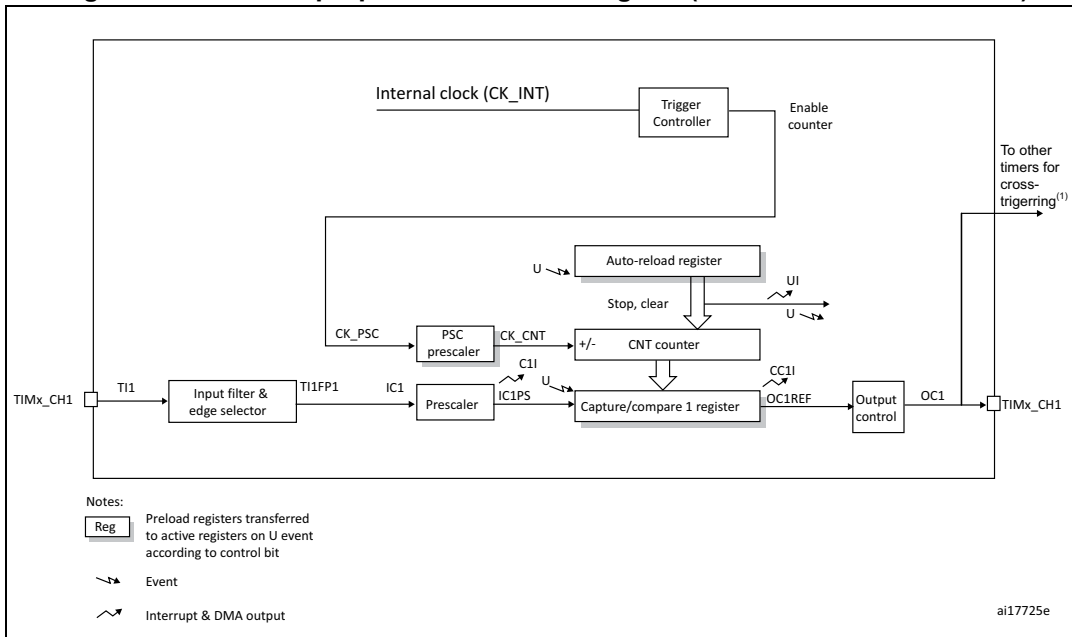 Internal clock (CK_INT)
Trigger
Controller
Enable
counter
To other
timers for
cross-
trigerring(1)
U
Auto-reload register
Stop, clear
UI
U
CK_PSC
PSC
prescaler
CK_CNT
+/-
CNT counter
TIMx_CH1
TI1
Input filter &
edge selector
TI1FP1
IC1
Prescaler
C1I
IC1PS
U
Capture/compare 1 register
CC1I
OC1REF
Output
control
OC1
TIMx_CH1
Notes:
Reg
Preload registers transferred
to active registers on U event
according to control bit
Event
Interrupt & DMA output
ai17725e